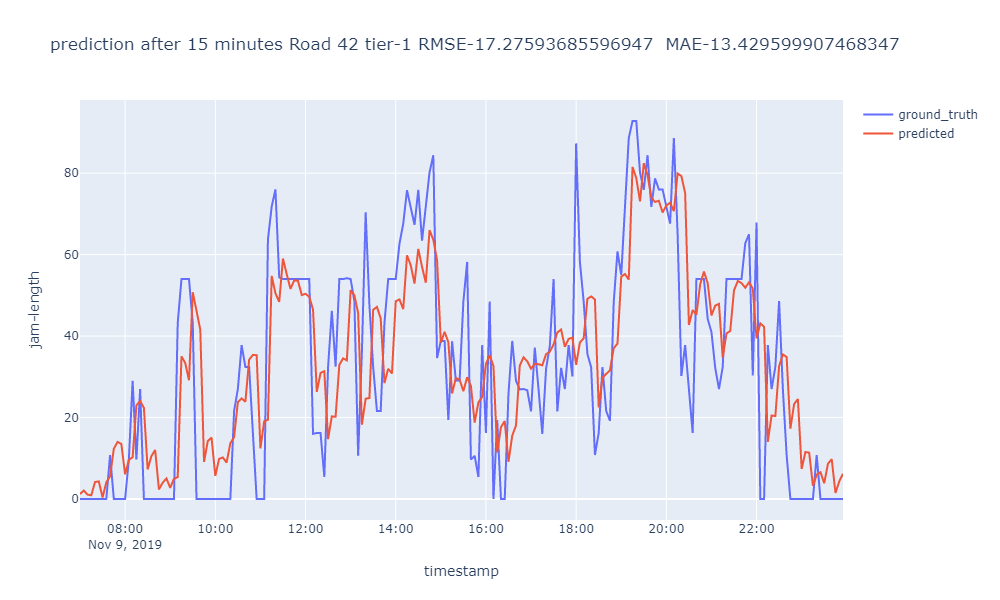 prediction after 15 minutes Road 42 tier-1 RMSE-17.27593685596947  MAE-13.429599907468347
ground_truth
predicted
jam-length
80
60
40
20
0
08:00 10:00 12:00 14:00 16:00 18:00 20:00 22:00
Nov 9, 2019
timestamp